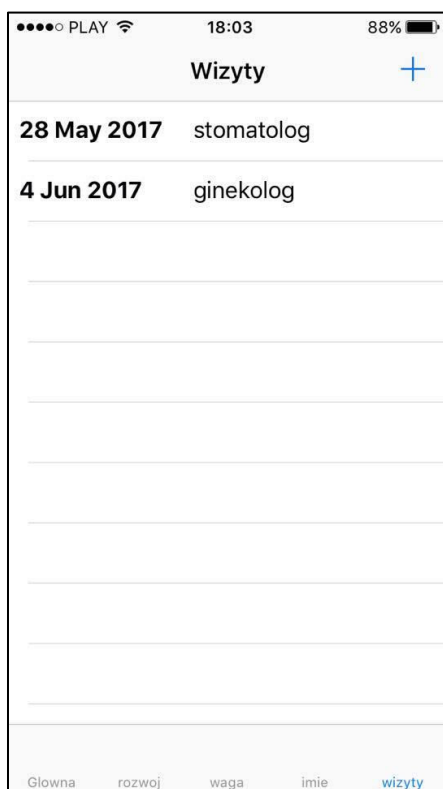 PLAY 18:03 88%
Wizyty +
28 May 2017 stomatolog
4 Jun 2017 ginekolog
Glowna rozwoj waga imie wizyty